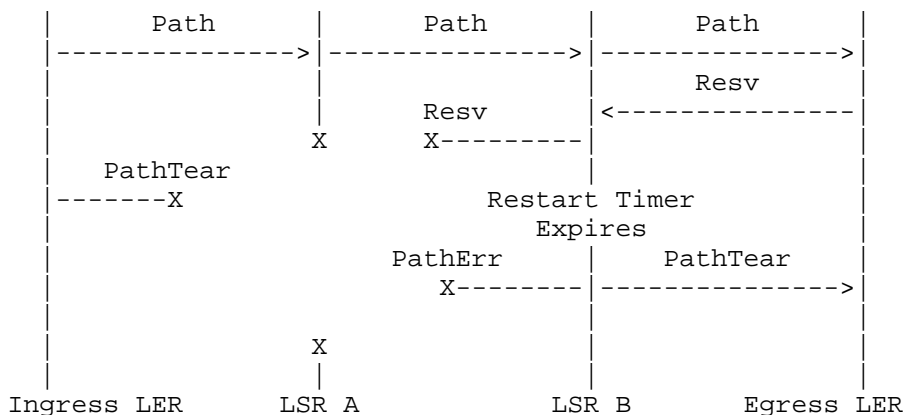 Path Path Path
Resv
Resv
X X
PathTear
X Restart Timer
Expires
PathErr PathTear
X
X
Ingress LER LSR A LSR B Egress LER